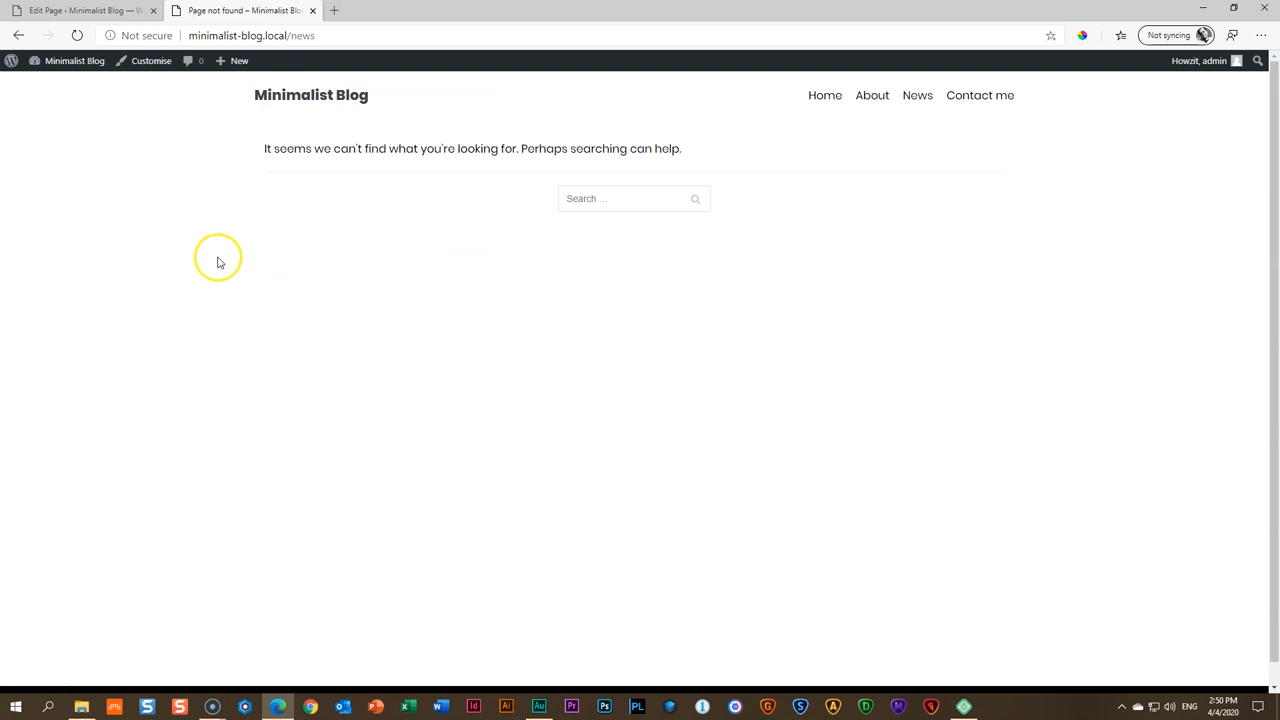 Edit Page ‹ Minimalist Blog — W
Page not found – Minimalist Blo
Not secure
minimalist-blog.local/news
Not syncing
Minimalist Blog
Customise
0
New
Howzit, admin
Minimalist Blog
Home
About
News
Contact me
It seems we can't find what you're looking for. Perhaps searching can help.
Search …
ENG
2:50 PM
4/4/2020